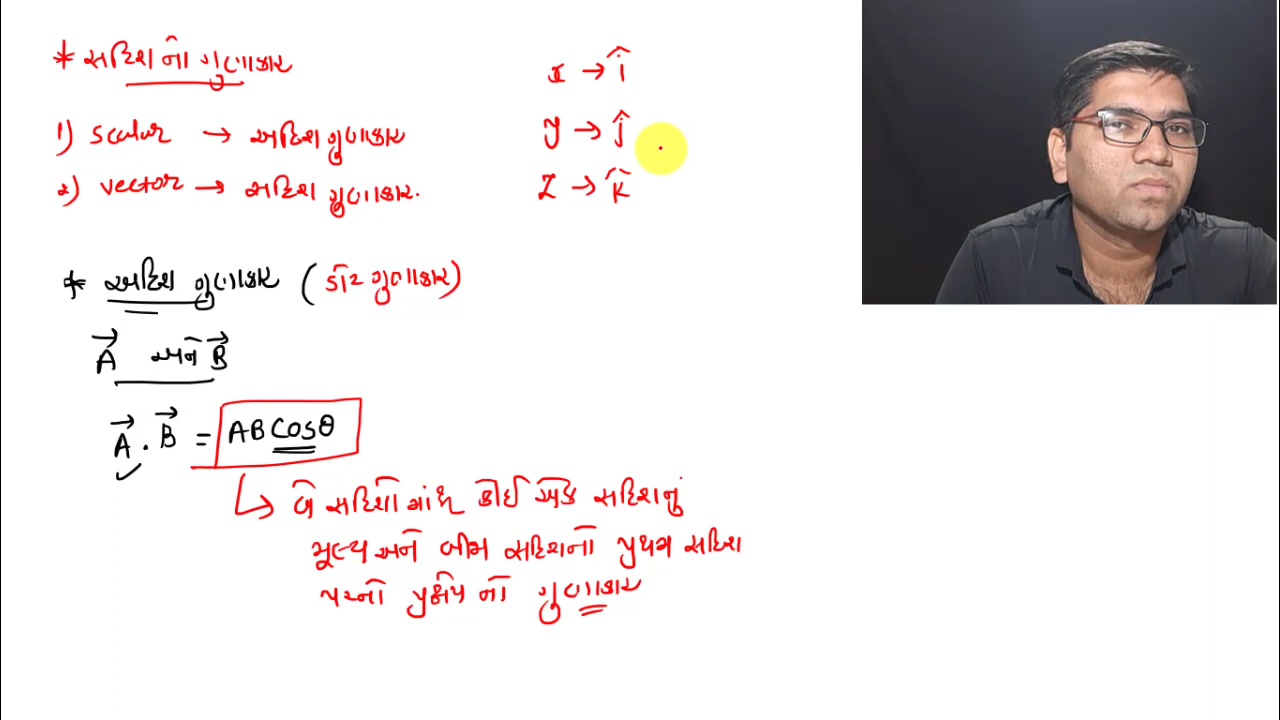 * સદિશ નો ગુણાકાર
1) scalar → અદિશ ગુણાકાર
2) vector → સદિશ ગુણાકાર.
x → î
y → ĵ
z → k̂
* અદિશ ગુણાકાર (ડૉટ ગુણાકાર)
A⃗ અને B⃗
A⃗ . B⃗ = AB cosθ
↳ બે સદિશો માંથી કોઈ એક સદિશનું
મૂલ્ય અને બીજા સદિશનો પ્રથમ સદિશ
પરનો પ્રક્ષેપ નો ગુણાકાર